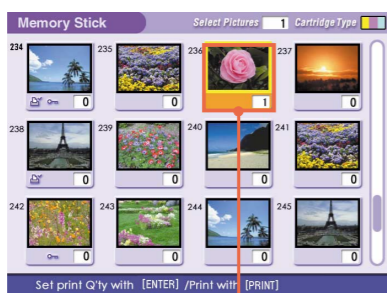 Memory Stick Select Pictures 1 Cartridge Type
234 235 236 237
0 0 1 0
238 239 240 241
0 0 0 0
242 243 244 245
0 0 0 0
Set print Q'ty with [ENTER] /Print with [PRINT]